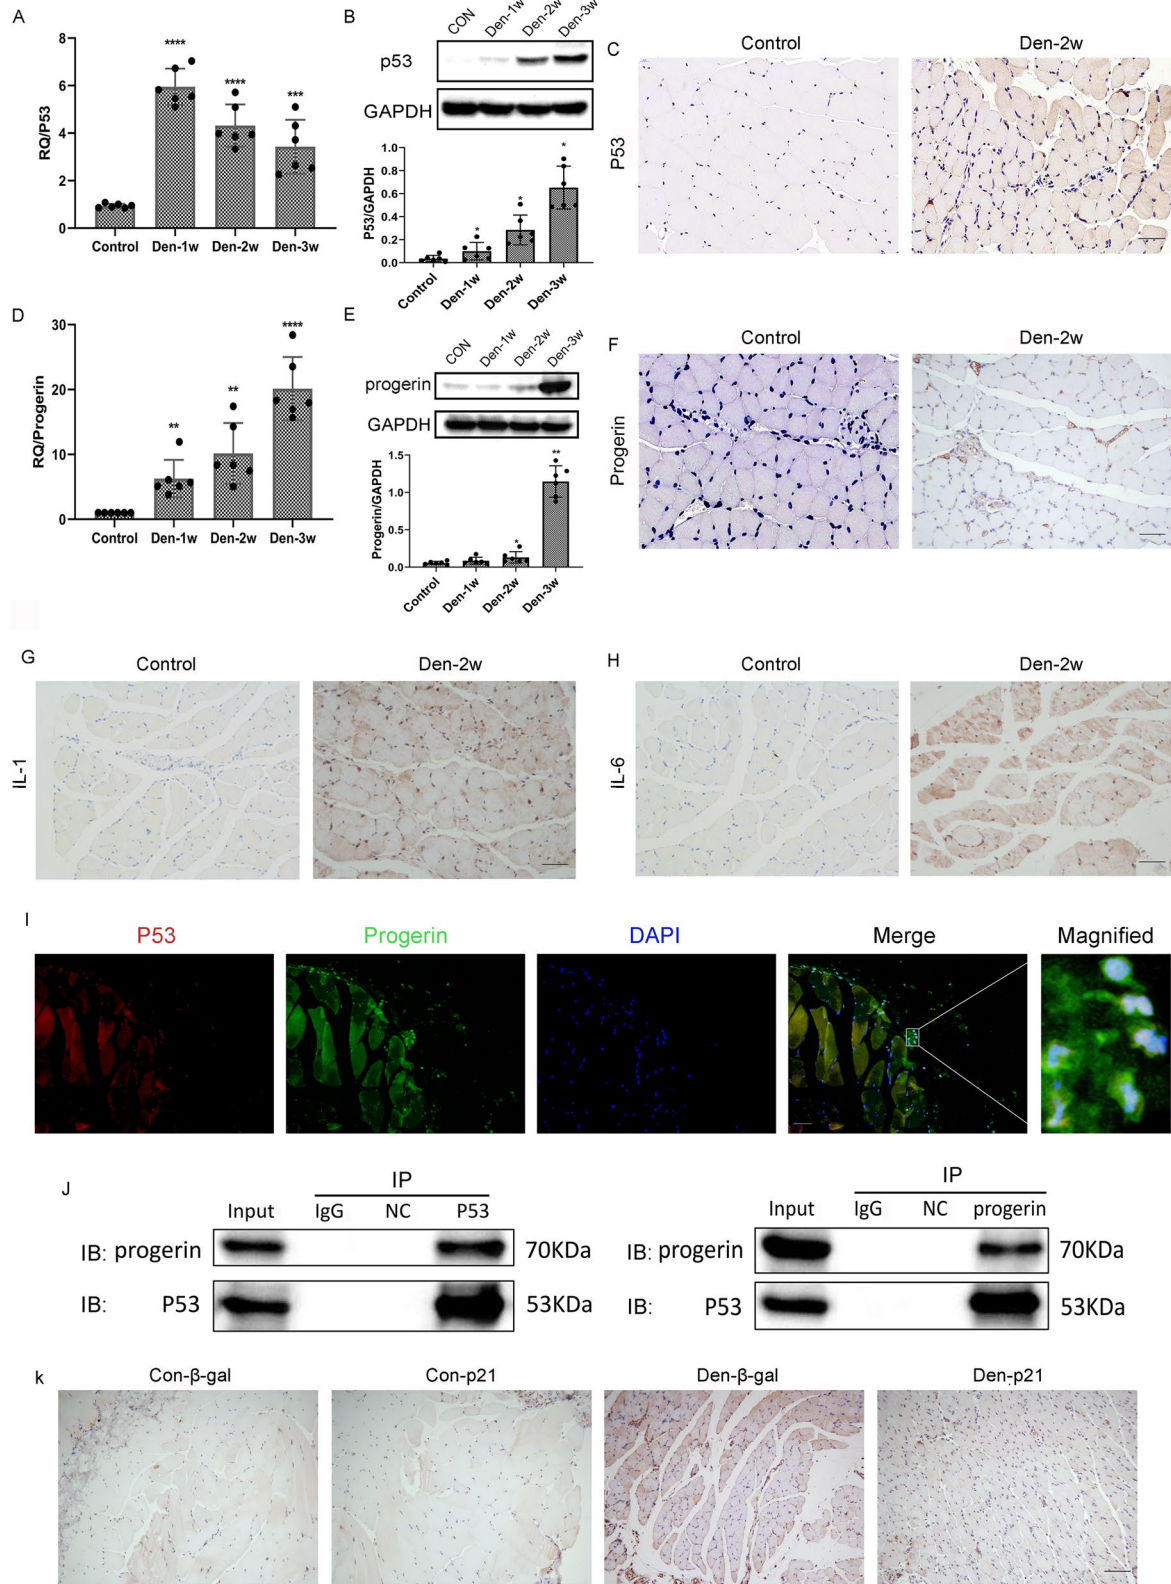 A
RQ/P53
8
6
4
2
0
****
****
***
Control Den-1w Den-2w Den-3w
B
CON Den-1w Den-2w Den-3w
p53
GAPDH
P53/GAPDH
1.0
0.8
0.6
0.4
0.2
0.0
*
*
*
Control Den-1w Den-2w Den-3w
C
Control Den-2w
P53
D
RQ/Progerin
30
20
10
0
**
**
****
Control Den-1w Den-2w Den-3w
E
CON Den-1w Den-2w Den-3w
progerin
GAPDH
Progerin/GAPDH
1.5
1.0
0.5
0.0
*
**
Control Den-1w Den-2w Den-3w
F
Control Den-2w
Progerin
G
Control Den-2w
IL-1
H
Control Den-2w
IL-6
I
P53 Progerin DAPI Merge Magnified
J
IP
Input IgG NC P53
IB: progerin 70KDa
IB: P53 53KDa
IP
Input IgG NC progerin
IB: progerin 70KDa
IB: P53 53KDa
k
Con-β-gal Con-p21 Den-β-gal Den-p21